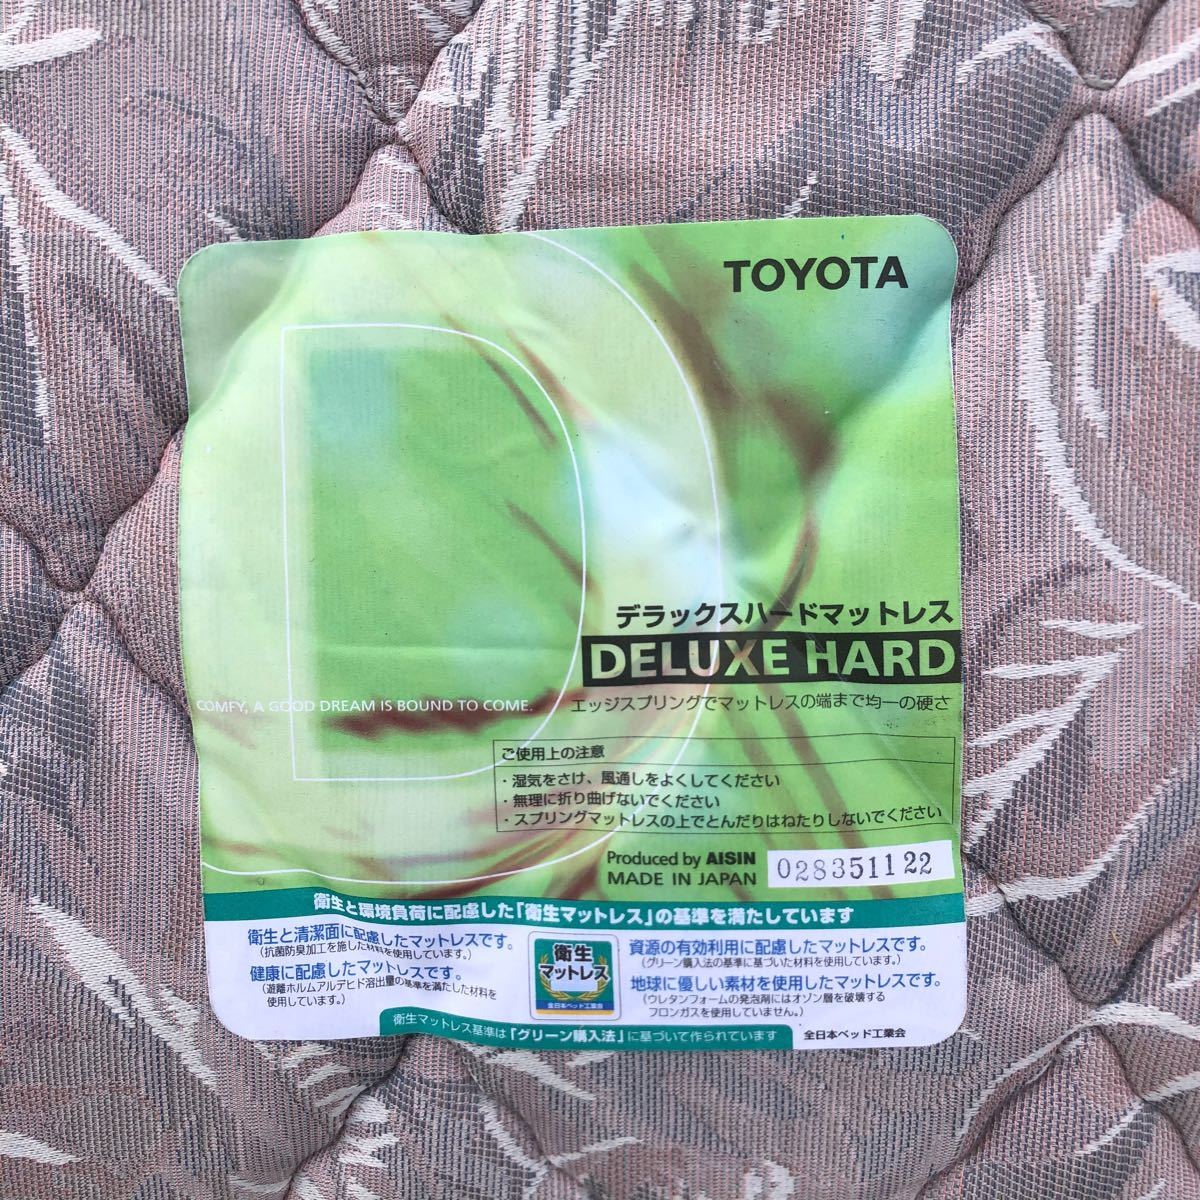 TOYOTA
デラックスハードマットレス
DELUXE HARD
COMFY, A GOOD DREAM IS BOUND TO COME.
エッジスプリングでマットレスの端まで均一の硬さ
ご使用上の注意
・湿気をさけ、風通しをよくしてください
・無理に折り曲げないでください
・スプリングマットレスの上でとんだりはねたりしないでください
Produced by AISIN
MADE IN JAPAN
0283511 22
衛生と環境負荷に配慮した「衛生マットレス」の基準を満たしています
衛生と清潔面に配慮したマットレスです。
(抗菌防臭加工を施した材料を使用しています。)
健康に配慮したマットレスです。
(遊離ホルムアルデヒド溶出量の基準を満たした材料を
使用しています。)
衛生
マットレス
全日本ベッド工業会
資源の有効利用に配慮したマットレスです。
(グリーン購入法の基準に基づいた材料を使用しています。)
地球に優しい素材を使用したマットレスです。
(ウレタンフォームの発泡剤にはオゾン層を破壊する
フロンガスを使用していません。)
衛生マットレス基準は「グリーン購入法」に基づいて作られています
全日本ベッド工業会